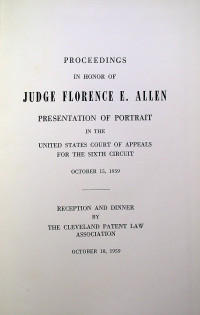 PROCEEDINGS
IN HONOR OF
JUDGE FLORENCE E. ALLEN
PRESENTATION OF PORTRAIT
IN THE
UNITED STATES COURT OF APPEALS
FOR THE SIXTH CIRCUIT
OCTOBER 15, 1959
RECEPTION AND DINNER
BY
THE CLEVELAND PATENT LAW
ASSOCIATION
OCTOBER 16, 1959